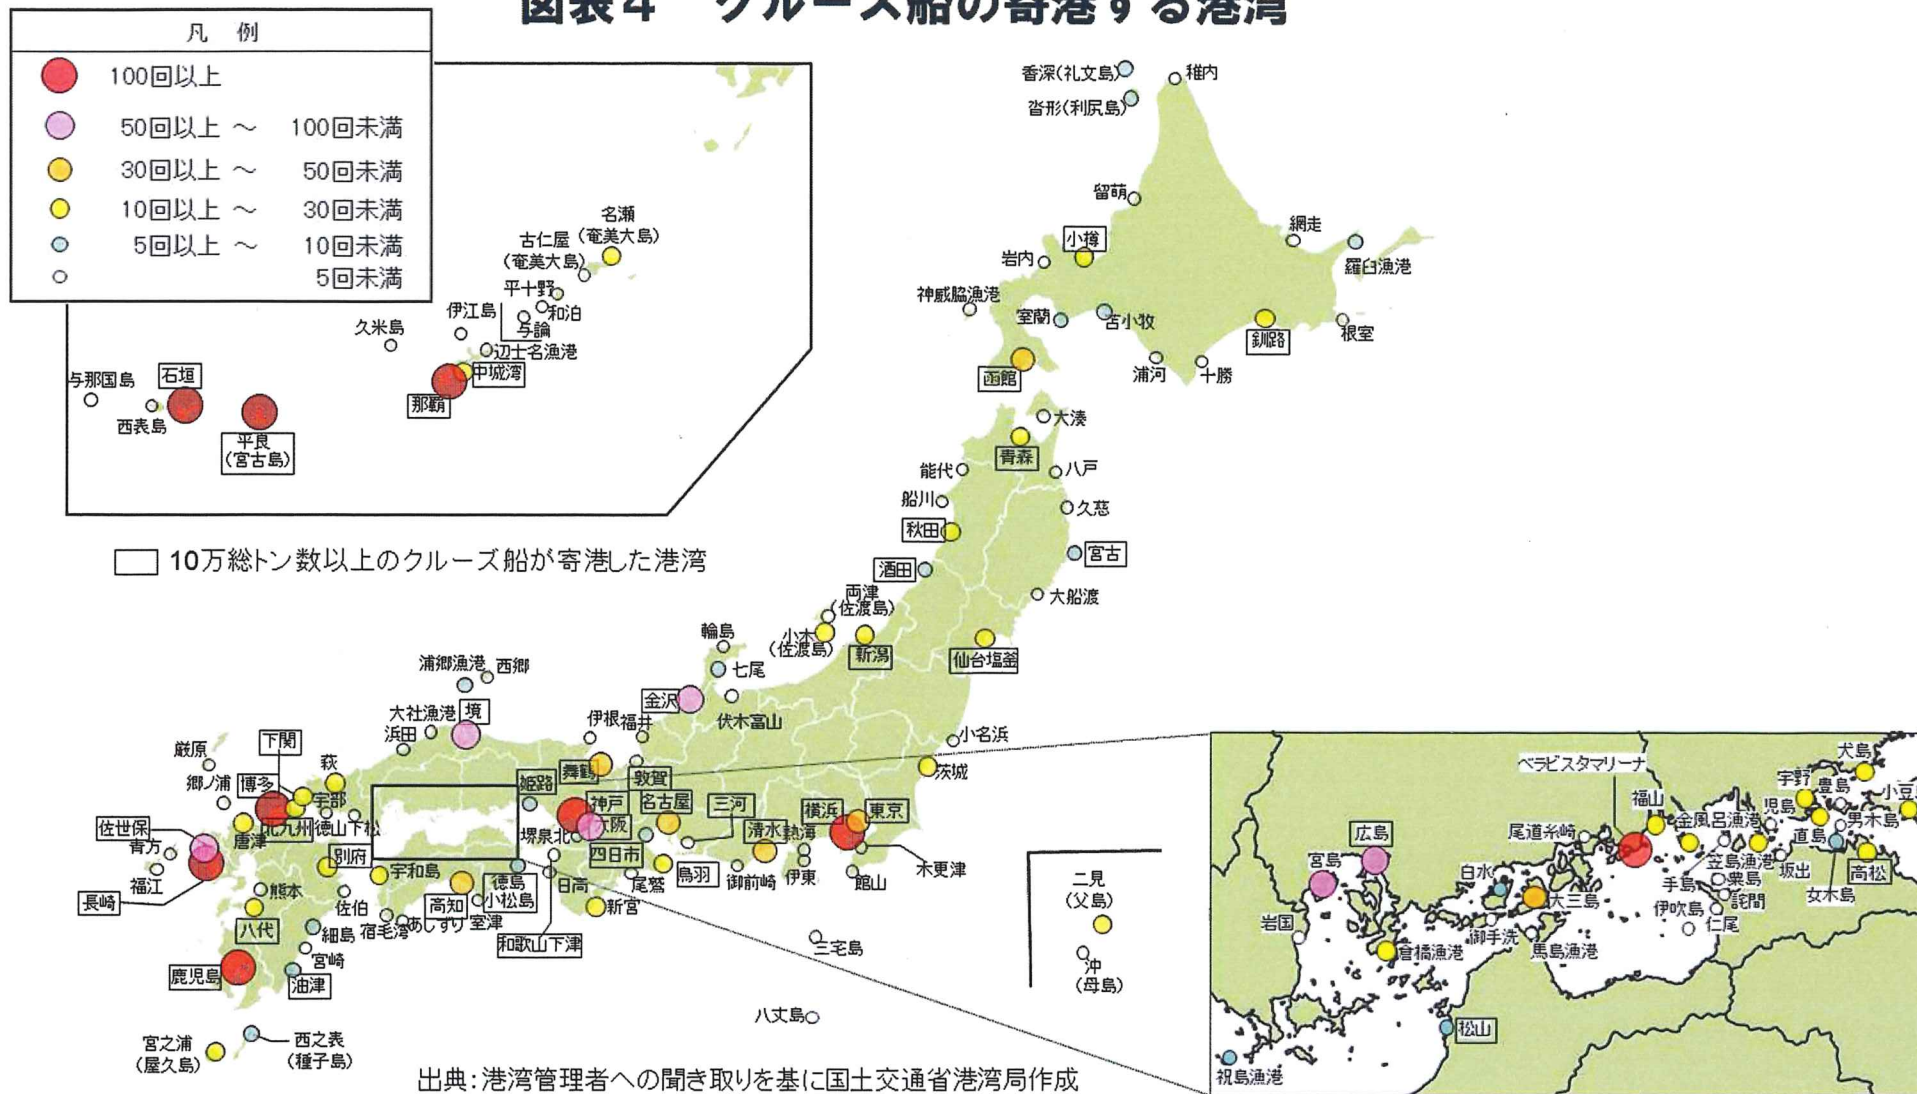 図表4 クルーズ船の寄港する港湾
凡 例
100回以上
50回以上 ～ 100回未満
30回以上 ～ 50回未満
10回以上 ～ 30回未満
5回以上 ～ 10回未満
5回未満
名瀬
(奄美大島)
古仁屋
(奄美大島)
平十野
和泊
与論
伊江島
辺士名漁港
久米島
中城湾
那覇
与那国島
石垣
西表島
平良
(宮古島)
10万総トン数以上のクルーズ船が寄港した港湾
香深(礼文島)
稚内
沓形(利尻島)
留萌
網走
小樽
岩内
羅臼漁港
神威脇漁港
室蘭
苫小牧
釧路
根室
函館
浦河
十勝
大湊
青森
能代
八戸
船川
久慈
秋田
宮古
酒田
大船渡
両津
(佐渡島)
小木
(佐渡島)
新潟
仙台塩釜
輪島
七尾
金沢
伏木富山
浦郷漁港
西郷
大社漁港
境
浜田
伊根
福井
小名浜
舞鶴
敦賀
茨城
厳原
下関
萩
郷ノ浦
博多
宇部
北九州
徳山下松
姫路
神戸
大阪
名古屋
三河
横浜
東京
佐世保
唐津
堺泉北
四日市
清水
熱海
青方
別府
宇和島
福江
徳島
小松島
日高
尾鷲
鳥羽
御前崎
伊東
館山
木更津
長崎
熊本
佐伯
高知
室津
新宮
八代
細島
宿毛湾
あしずり
和歌山下津
宮崎
三宅島
鹿児島
油津
八丈島
宮之浦
(屋久島)
西之表
(種子島)
二見
(父島)
沖
(母島)
ベラビスタマリーナ
犬島
宇野
豊島
小豆島
福山
児島
尾道糸崎
金風呂漁港
男木島
直島
広島
宮島
笠島漁港
坂出
高松
白水
手島
粟島
女木島
大三島
詫間
伊吹島
仁尾
岩国
御手洗
倉橋漁港
馬島漁港
松山
祝島漁港
出典：港湾管理者への聞き取りを基に国土交通省港湾局作成